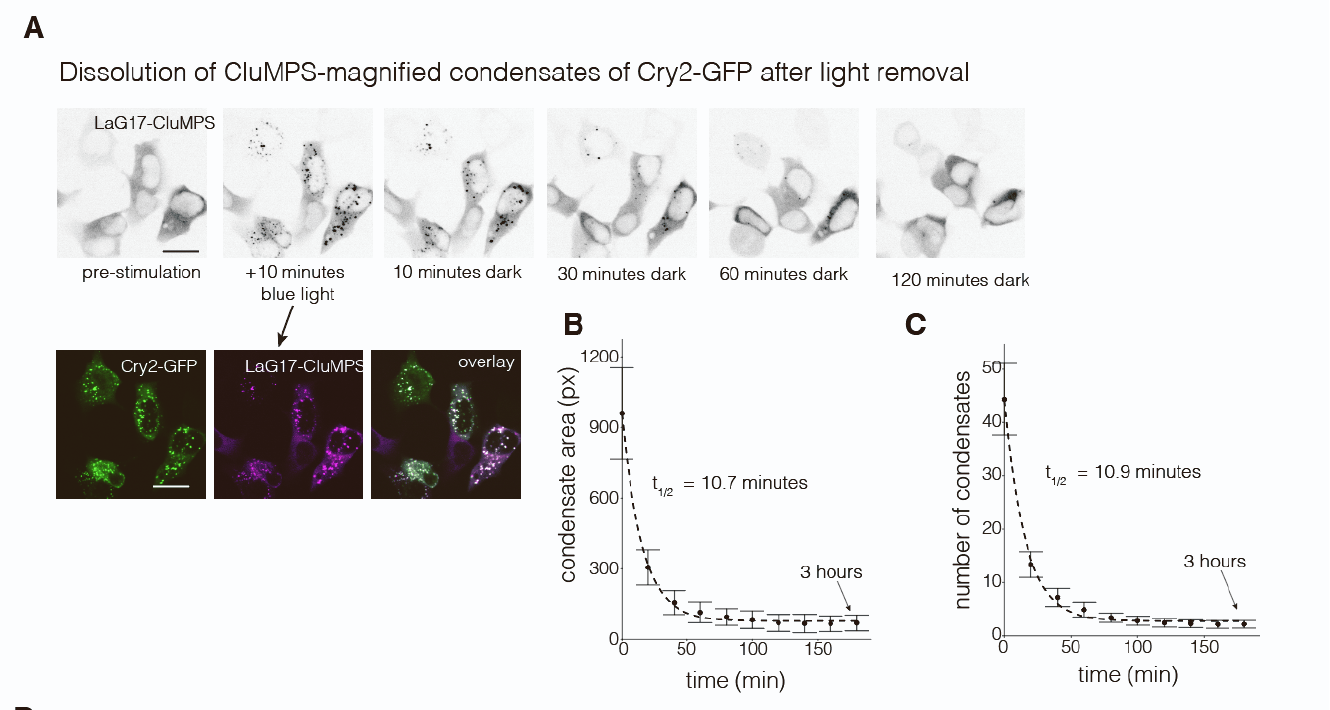 A
Dissolution of CluMPS-magnified condensates of Cry2-GFP after light removal
LaG17-CluMPS
pre-stimulation
+10 minutes
blue light
10 minutes dark
30 minutes dark
60 minutes dark
120 minutes dark
Cry2-GFP
LaG17-CluMPS
overlay
B
condensate area (px)
1200
900
600
300
0
t1/2 = 10.7 minutes
3 hours
0
50
100
150
time (min)
C
number of condensates
50
40
30
20
10
0
t1/2 = 10.9 minutes
3 hours
0
50
100
150
time (min)